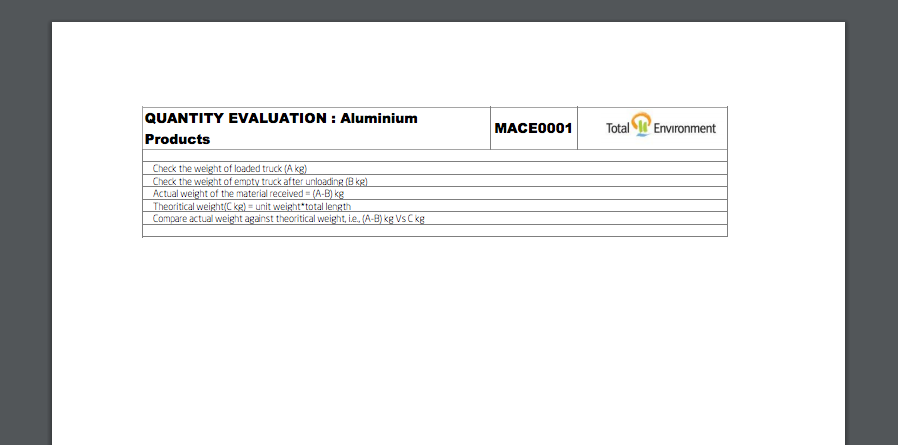 QUANTITY EVALUATION : Aluminium
Products
MACE0001
Total Environment
Check the weight of loaded truck (A kg)
Check the weight of empty truck after unloading (B kg)
Actual weight of the material received = (A-B) kg
Theoritical weight(C kg) = unit weight*total length
Compare actual weight against theoritical weight, i.e., (A-B) kg Vs C kg